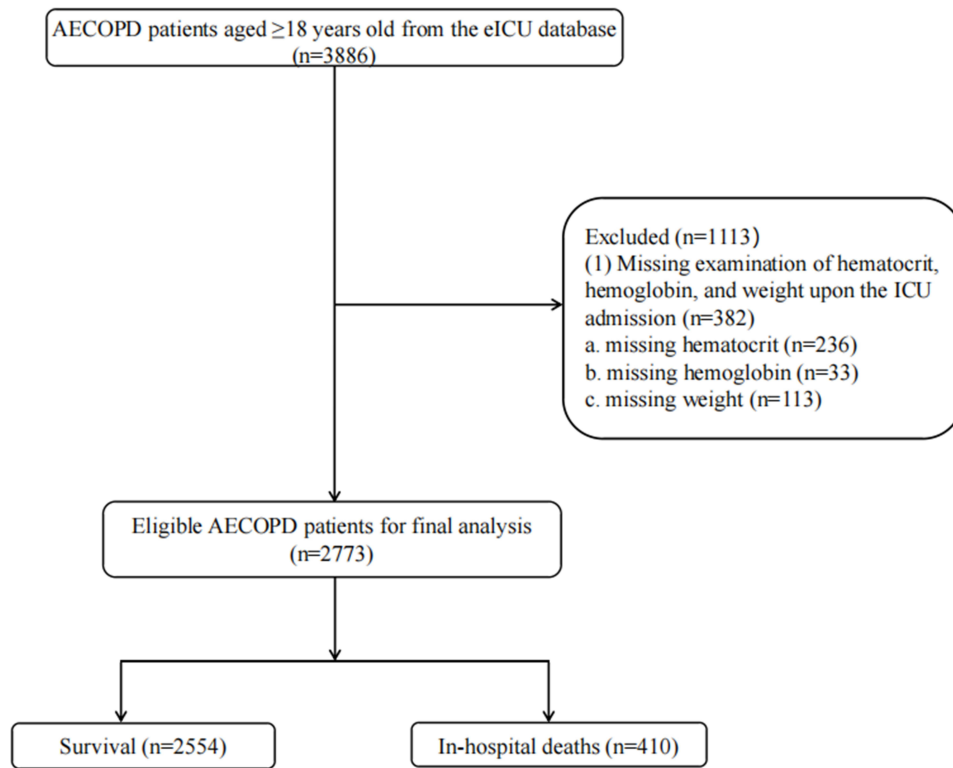 AECOPD patients aged ≥18 years old from the eICU database
(n=3886)
Excluded (n=1113)
(1) Missing examination of hematocrit,
hemoglobin, and weight upon the ICU
admission (n=382)
a. missing hematocrit (n=236)
b. missing hemoglobin (n=33)
c. missing weight (n=113)
Eligible AECOPD patients for final analysis
(n=2773)
Survival (n=2554)
In-hospital deaths (n=410)